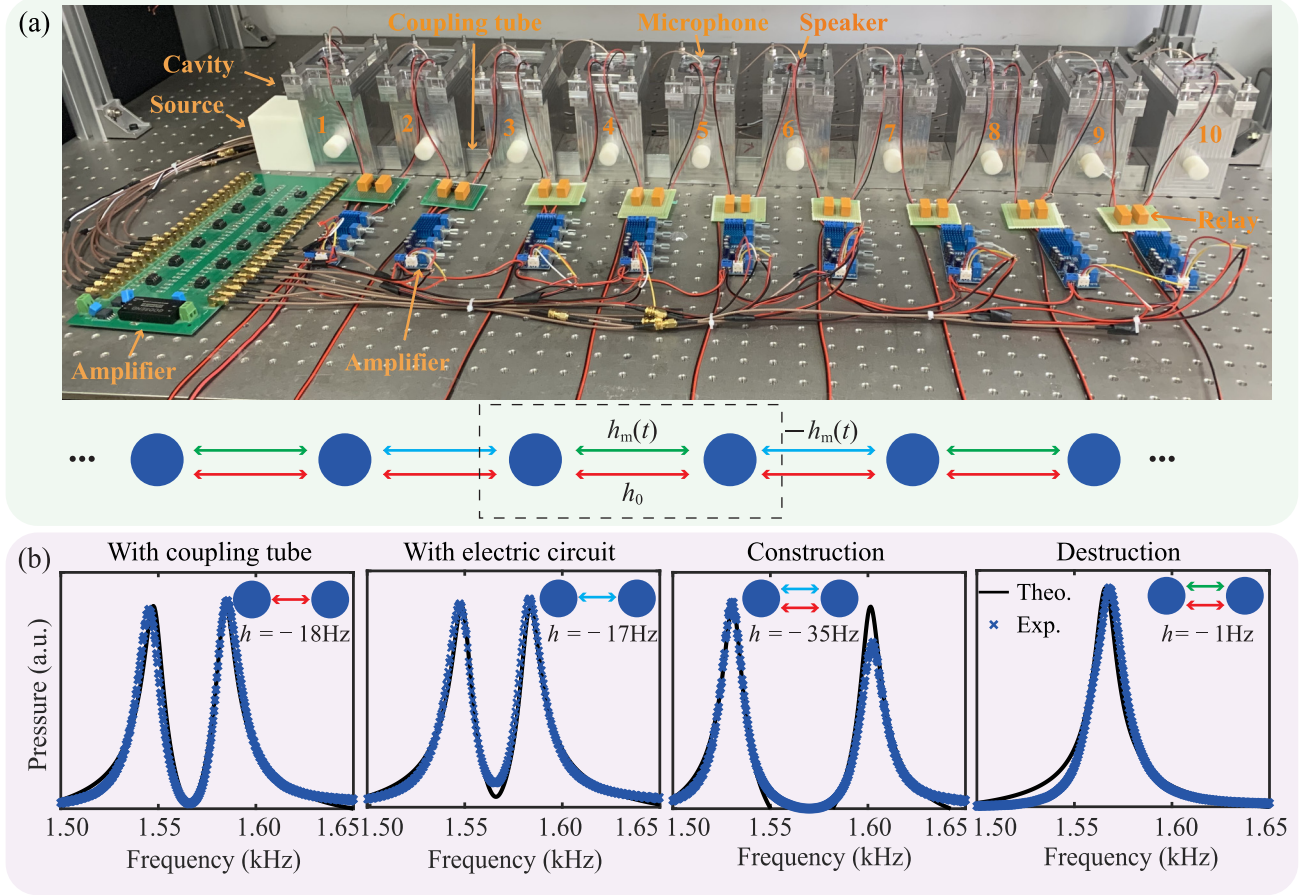 (a)
Coupling tube
Microphone
Speaker
Cavity
Source
1
2
3
4
5
6
7
8
9
10
Relay
Amplifier
Amplifier
... hₘ(t) −hₘ(t) ...
h₀
(b)
With coupling tube
With electric circuit
Construction
Destruction
h = −18Hz
h = −17Hz
h = −35Hz
Theo.
Exp.
h = −1Hz
Pressure (a.u.)
1.50 1.55 1.60 1.65
1.50 1.55 1.60 1.65
1.50 1.55 1.60 1.65
1.50 1.55 1.60 1.65
Frequency (kHz)
Frequency (kHz)
Frequency (kHz)
Frequency (kHz)